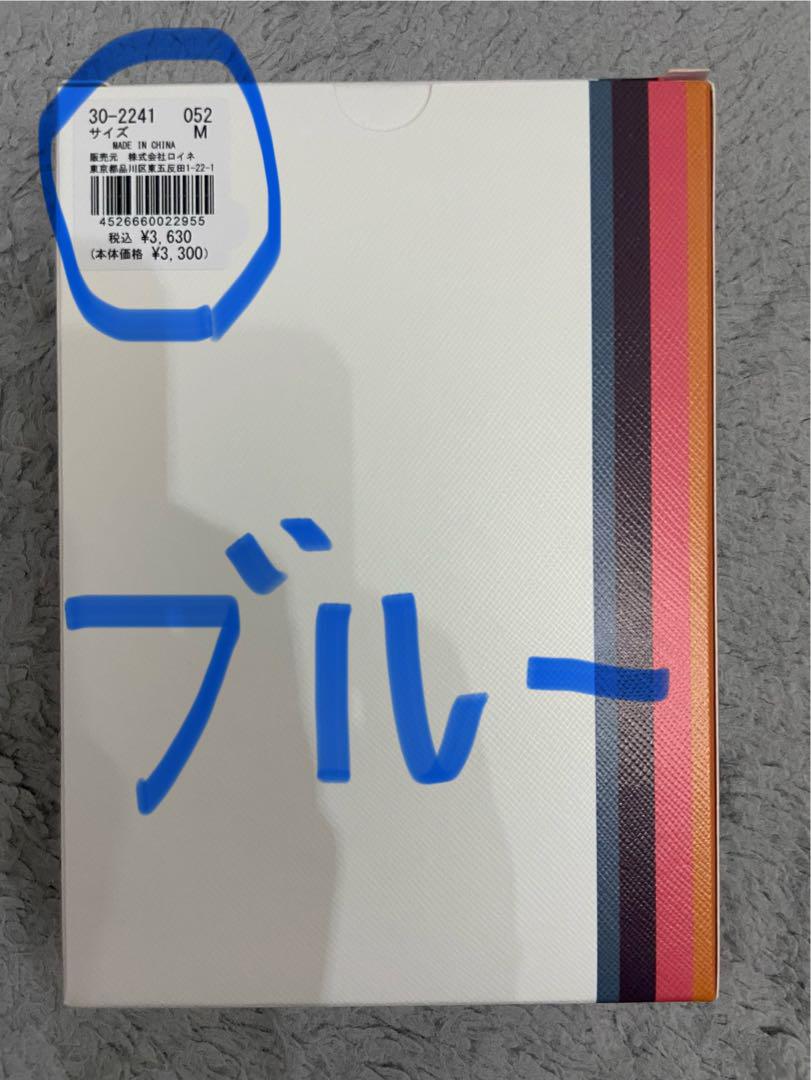 30-2241 052
サイズ M
MADE IN CHINA
販売元 株式会社ロイネ
東京都品川区東五反田1-22-1
4526660022955
税込 ¥3,630
(本体価格 ¥3,300)
ブルー